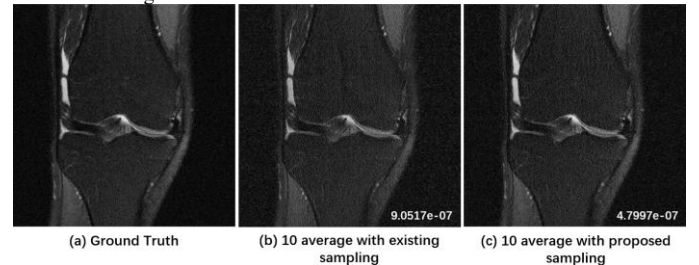 9.0517e-07
4.7997e-07
(a) Ground Truth
(b) 10 average with existing
sampling
(c) 10 average with proposed
sampling